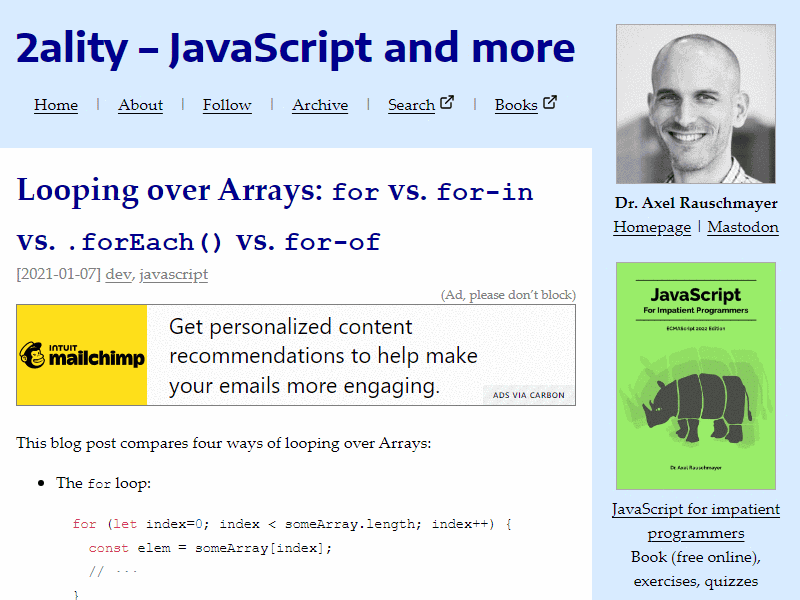 2ality – JavaScript and more
Home | About | Follow | Archive | Search | Books
Looping over Arrays: for vs. for-in
vs. .forEach() vs. for-of
[2021-01-07] dev, javascript
(Ad, please don’t block)
INTUIT
mailchimp
Get personalized content
recommendations to help make
your emails more engaging.
ADS VIA CARBON
This blog post compares four ways of looping over Arrays:
• The for loop:
for (let index=0; index < someArray.length; index++) {
const elem = someArray[index];
// ···
}
Dr. Axel Rauschmayer
Homepage | Mastodon
JavaScript
For Impatient Programmers
ECMAScript 2022 Edition
Dr. Axel Rauschmayer
JavaScript for impatient
programmers
Book (free online),
exercises, quizzes